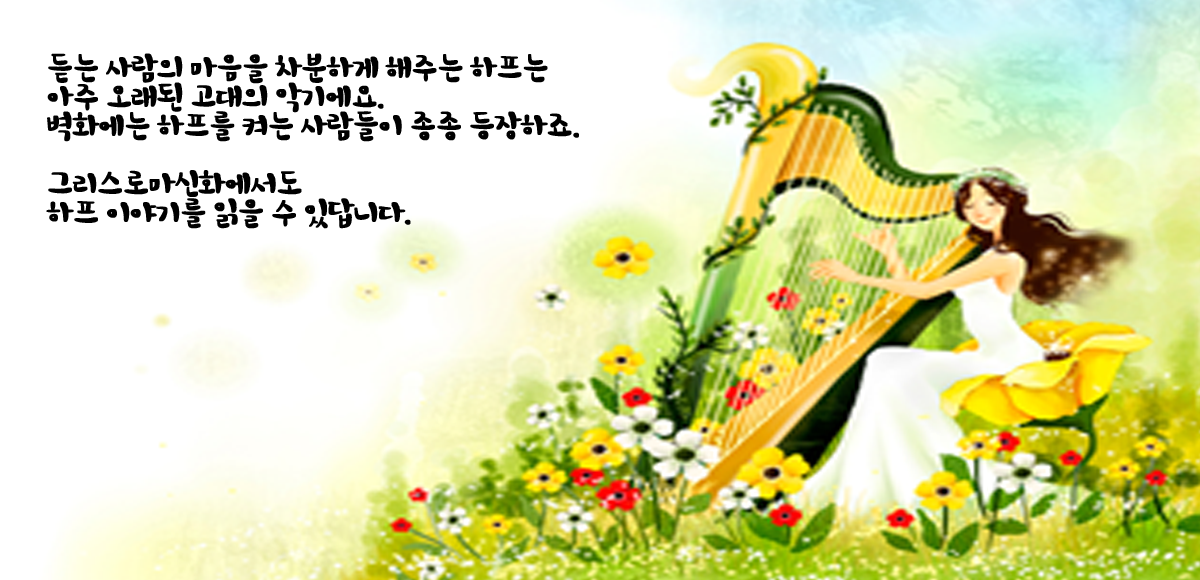 듣는 사람의 마음을 차분하게 해주는 하프는
아주 오래된 고대의 악기에요.
벽화에는 하프를 켜는 사람들이 종종 등장하죠.
그리스로마신화에서도
하프 이야기를 읽을 수 있답니다.